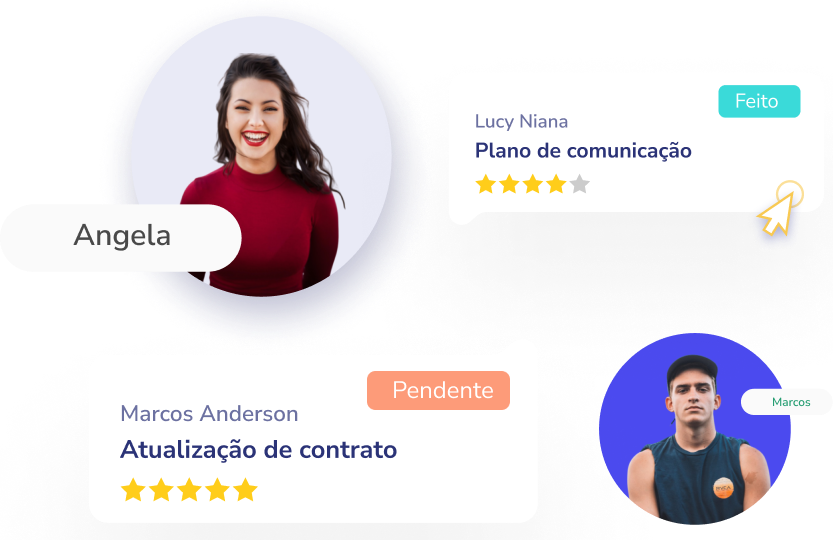 Angela
Feito
Lucy Niana
Plano de comunicação
Pendente
Marcos Anderson
Atualização de contrato
Marcos